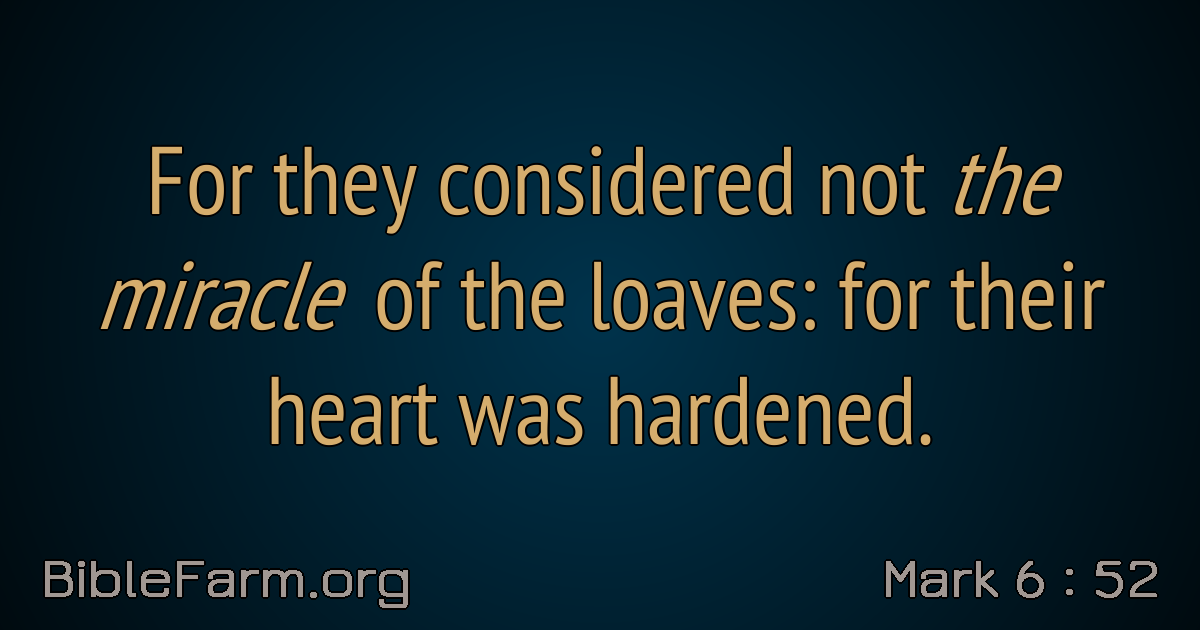 For they considered not the
miracle of the loaves: for their
heart was hardened.
BibleFarm.org
Mark 6 : 52